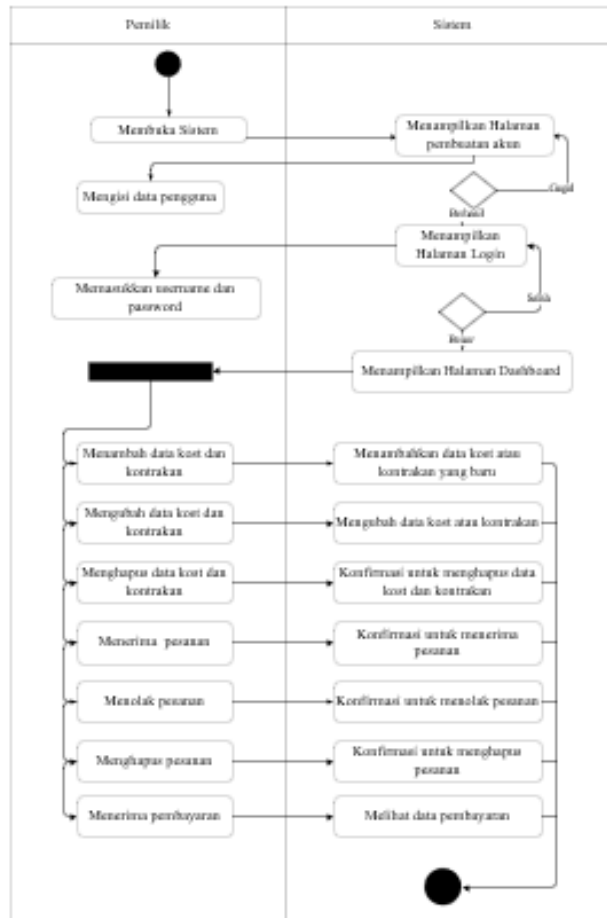 Pemilik
Sistem
Membuka Sistem
Menampilkan Halaman
pembuatan akun
Mengisi data pengguna
Gagal
Berhasil
Menampilkan
Halaman Login
Memasukkan username dan
password
Salah
Benar
Menampilkan Halaman Dashboard
Menambah data kost dan
kontrakan
Menambahkan data kost atau
kontrakan yang baru
Mengubah data kost dan
kontrakan
Mengubah data kost atau kontrakan
Menghapus data kost dan
kontrakan
Konfirmasi untuk menghapus data
kost dan kontrakan
Menerima pesanan
Konfirmasi untuk menerima
pesanan
Menolak pesanan
Konfirmasi untuk menolak pesanan
Menghapus pesanan
Konfirmasi untuk menghapus
pesanan
Menerima pembayaran
Melihat data pembayaran